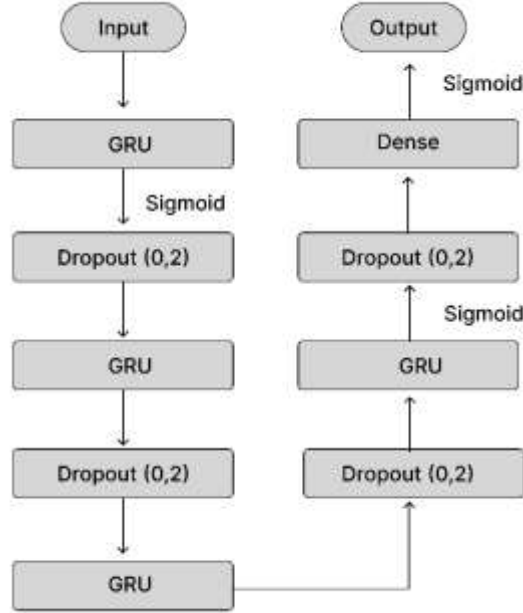 Input
GRU
Sigmoid
Dropout (0,2)
GRU
Dropout (0,2)
GRU
Dropout (0,2)
GRU
Sigmoid
Dropout (0,2)
Dense
Sigmoid
Output